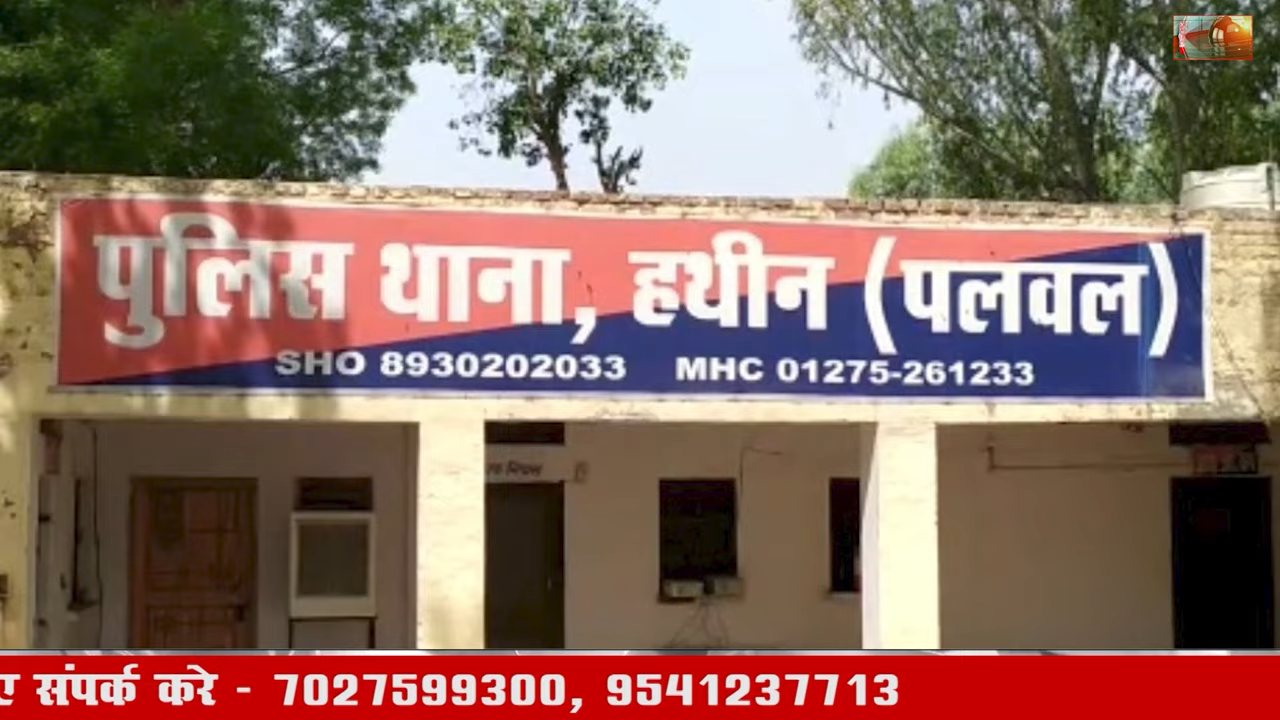 पुलिस थाना, हथीन (पलवल)
SHO 8930202033 MHC 01275-261233
ए संपर्क करे - 7027599300, 9541237713